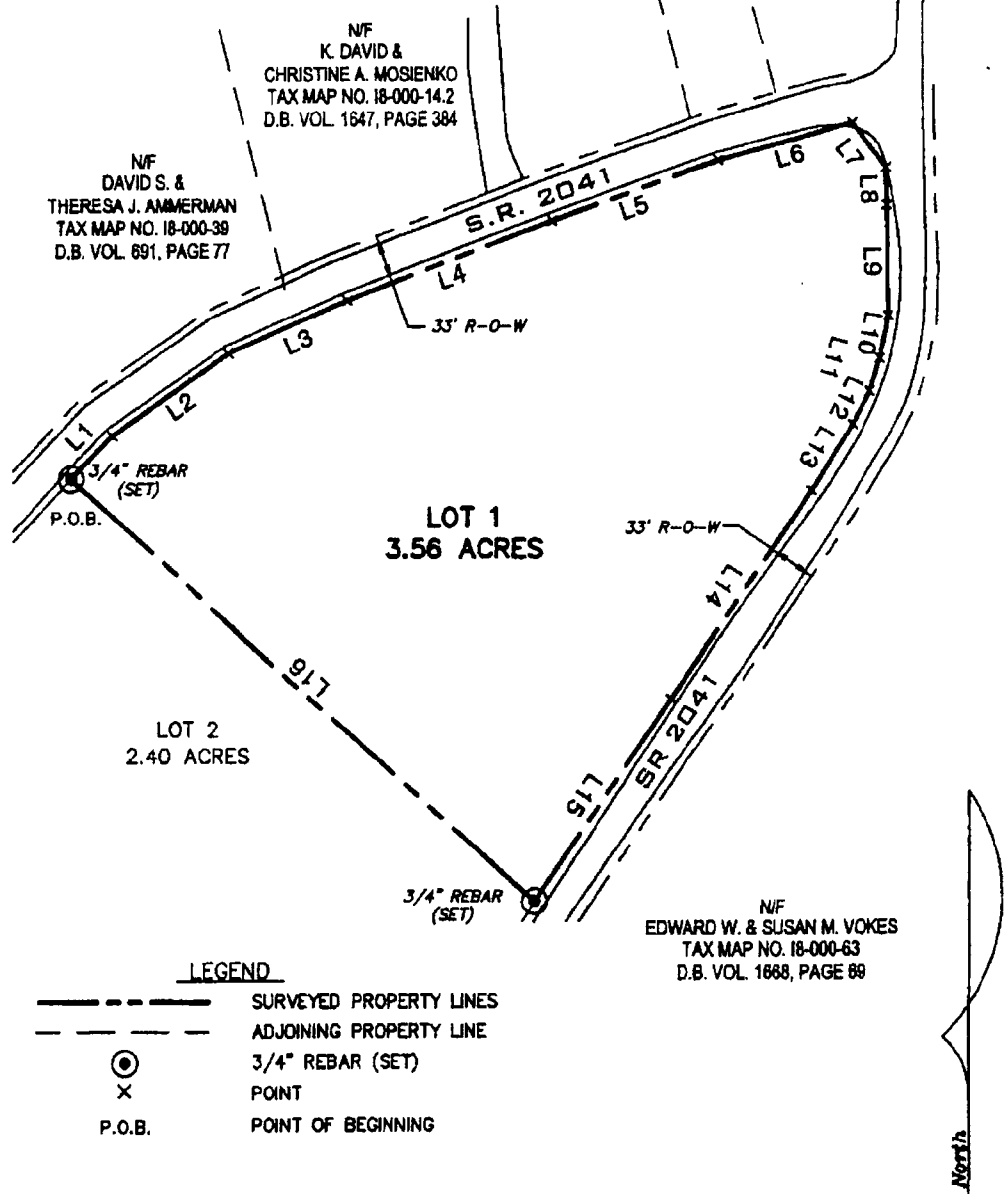 N/F
K. DAVID &
CHRISTINE A. MOSIENKO
TAX MAP NO. I8-000-14.2
D.B. VOL. 1647, PAGE 384
N/F
DAVID S. &
THERESA J. AMMERMAN
TAX MAP NO. I8-000-39
D.B. VOL. 691, PAGE 77
S.R. 2041
L1
L2
L3
L4
L5
L6
L7
L8
L9
L10
L11
L12
L13
L14
L15
L16
33' R-O-W
3/4" REBAR
(SET)
P.O.B.
LOT 1
3.56 ACRES
33' R-O-W
SR 2041
LOT 2
2.40 ACRES
3/4" REBAR
(SET)
N/F
EDWARD W. & SUSAN M. VOKES
TAX MAP NO. I8-000-63
D.B. VOL. 1668, PAGE 89
LEGEND
SURVEYED PROPERTY LINES
ADJOINING PROPERTY LINE
3/4" REBAR (SET)
POINT
P.O.B. POINT OF BEGINNING
North